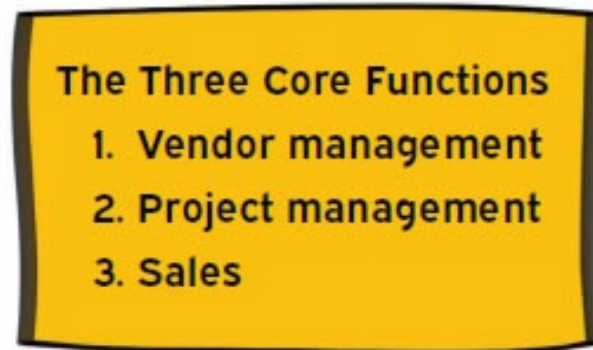 The Three Core Functions
1. Vendor management
2. Project management
3. Sales